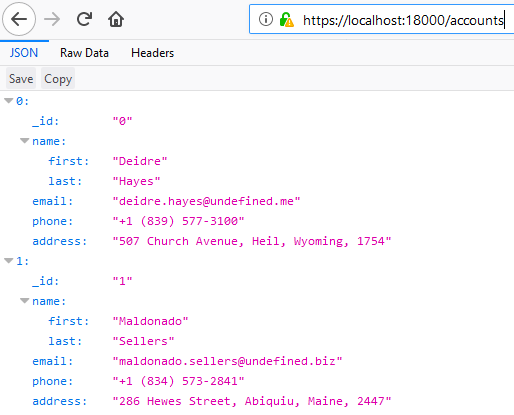 https://localhost:18000/accounts
JSON Raw Data Headers
Save Copy
0:
_id: "0"
name:
first: "Deidre"
last: "Hayes"
email: "deidre.hayes@undefined.me"
phone: "+1 (839) 577-3100"
address: "507 Church Avenue, Heil, Wyoming, 1754"
1:
_id: "1"
name:
first: "Maldonado"
last: "Sellers"
email: "maldonado.sellers@undefined.biz"
phone: "+1 (834) 573-2841"
address: "286 Hewes Street, Abiquiu, Maine, 2447"